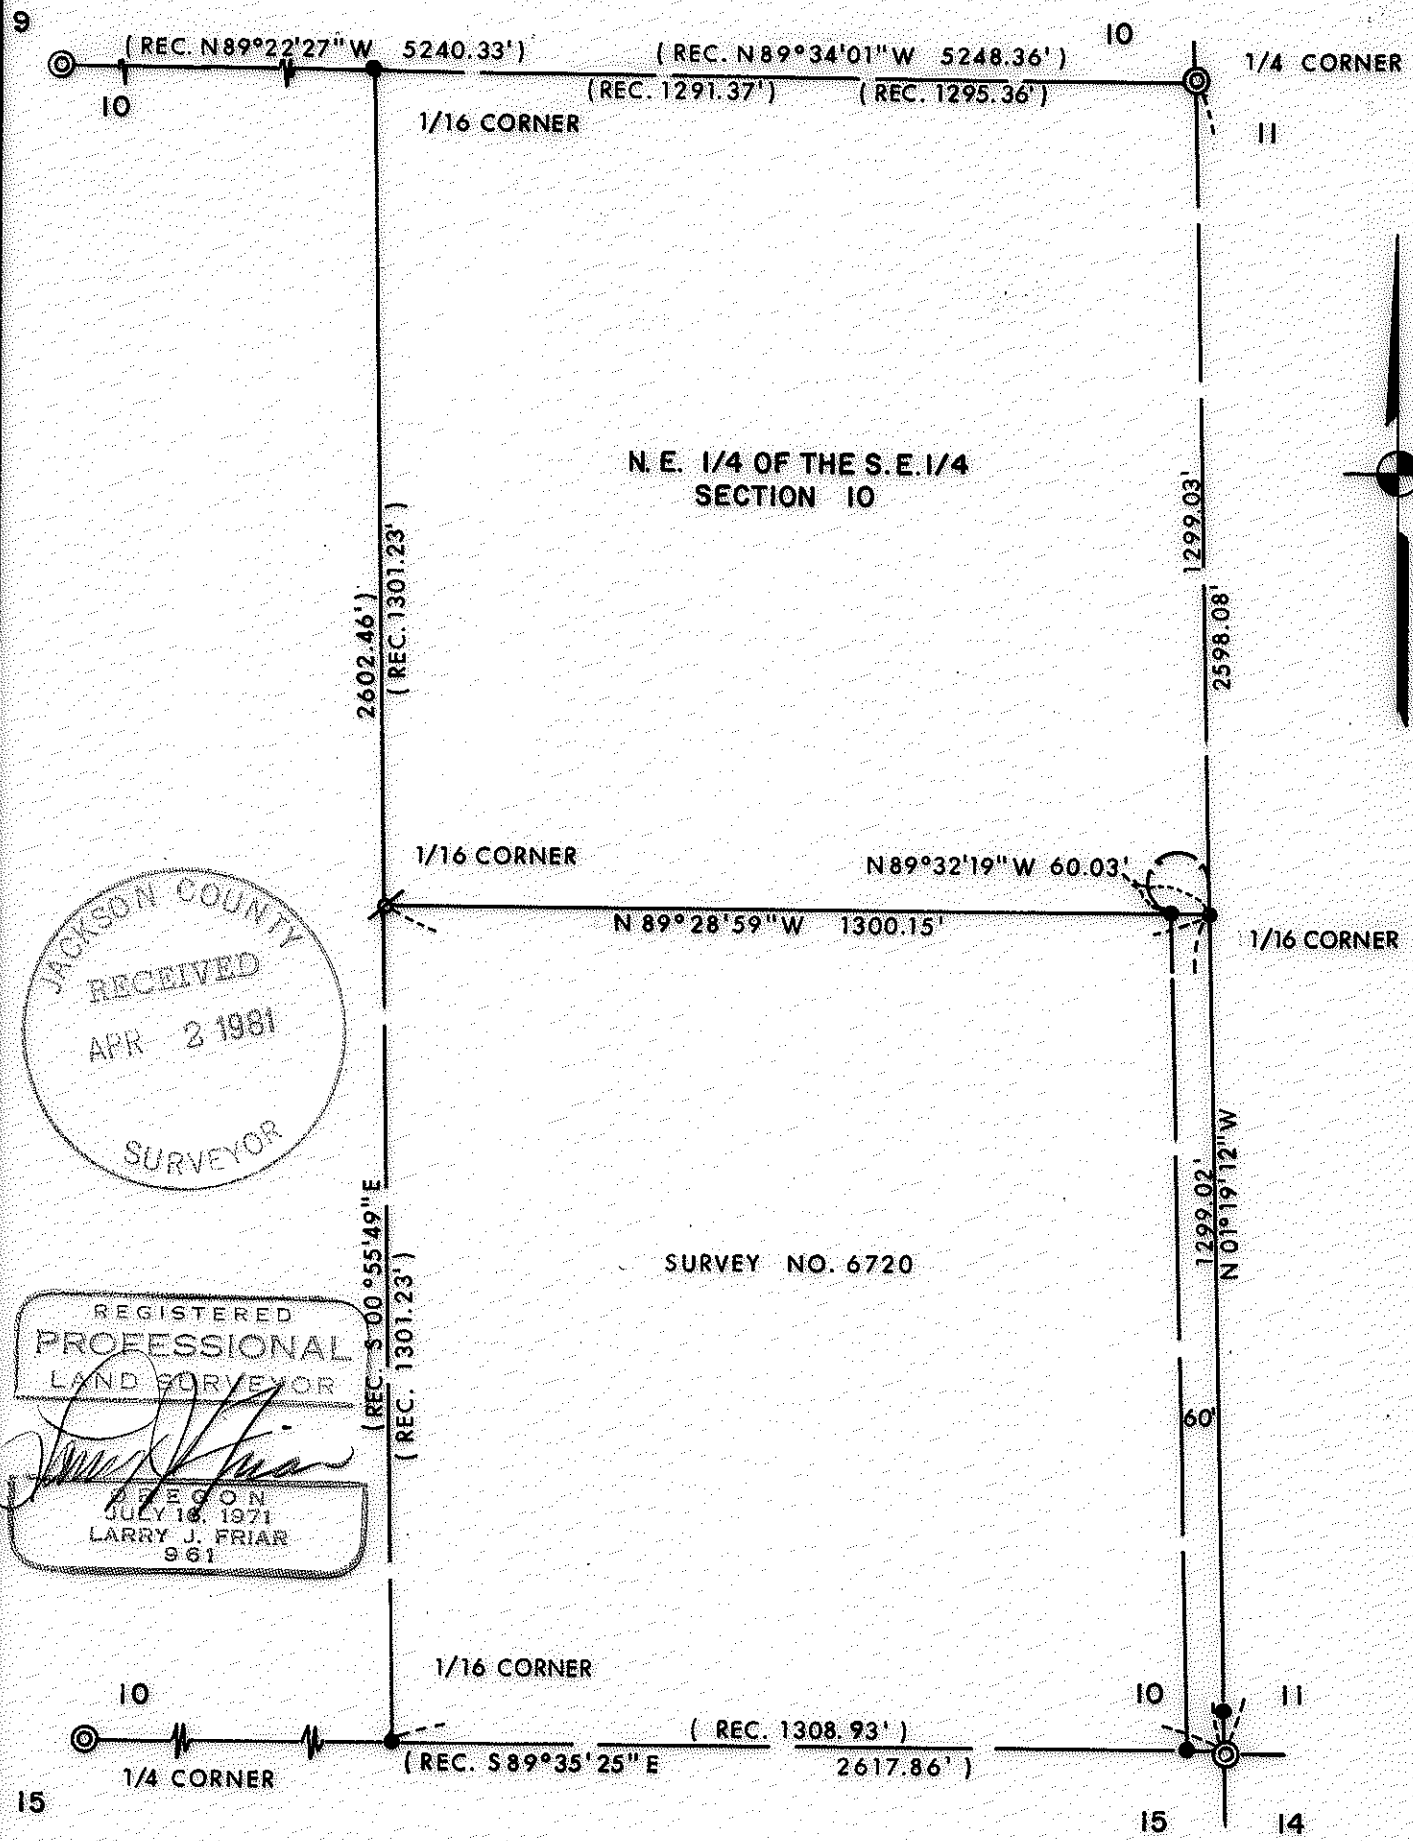 9
( REC. N 89°22'27" W 5240.33' )
( REC. N 89°34'01" W 5248.36' )
10
1/4 CORNER
10
( REC. 1291.37' )
( REC. 1295.36' )
1/16 CORNER
11
N. E. 1/4 OF THE S. E. 1/4
SECTION 10
1299.03'
2602.46' )
( REC. 1301.23' )
2598.08'
1/16 CORNER
N 89°32'19" W 60.03'
N 89°28'59" W 1300.15'
1/16 CORNER
JACKSON COUNTY
RECEIVED
APR 2 1981
SURVEYOR
1299.02'
N 01°19'12" W
( REC. S 00°55'49" E
( REC. 1301.23' )
SURVEY NO. 6720
REGISTERED
PROFESSIONAL
LAND SURVEYOR
60'
OREGON
JULY 16, 1971
LARRY J. FRIAR
961
1/16 CORNER
10
10
11
( REC. 1308.93' )
( REC. S 89°35'25" E 2617.86' )
1/4 CORNER
15
15
14